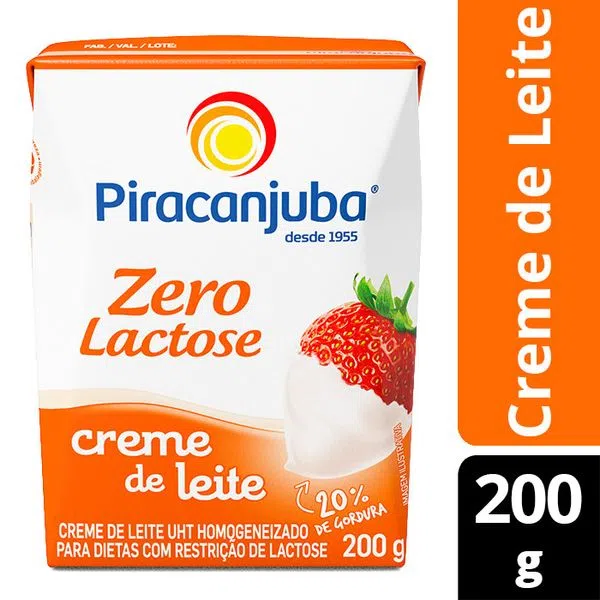 FAB. / VAL. / LOTE:
Piracanjuba®
desde 1955
Zero
Lactose
creme
de leite
20%
DE GORDURA
IMAGEM ILUSTRATIVA
CREME DE LEITE UHT HOMOGENEIZADO
PARA DIETAS COM RESTRIÇÃO DE LACTOSE
200 g
Creme de Leite
200
g